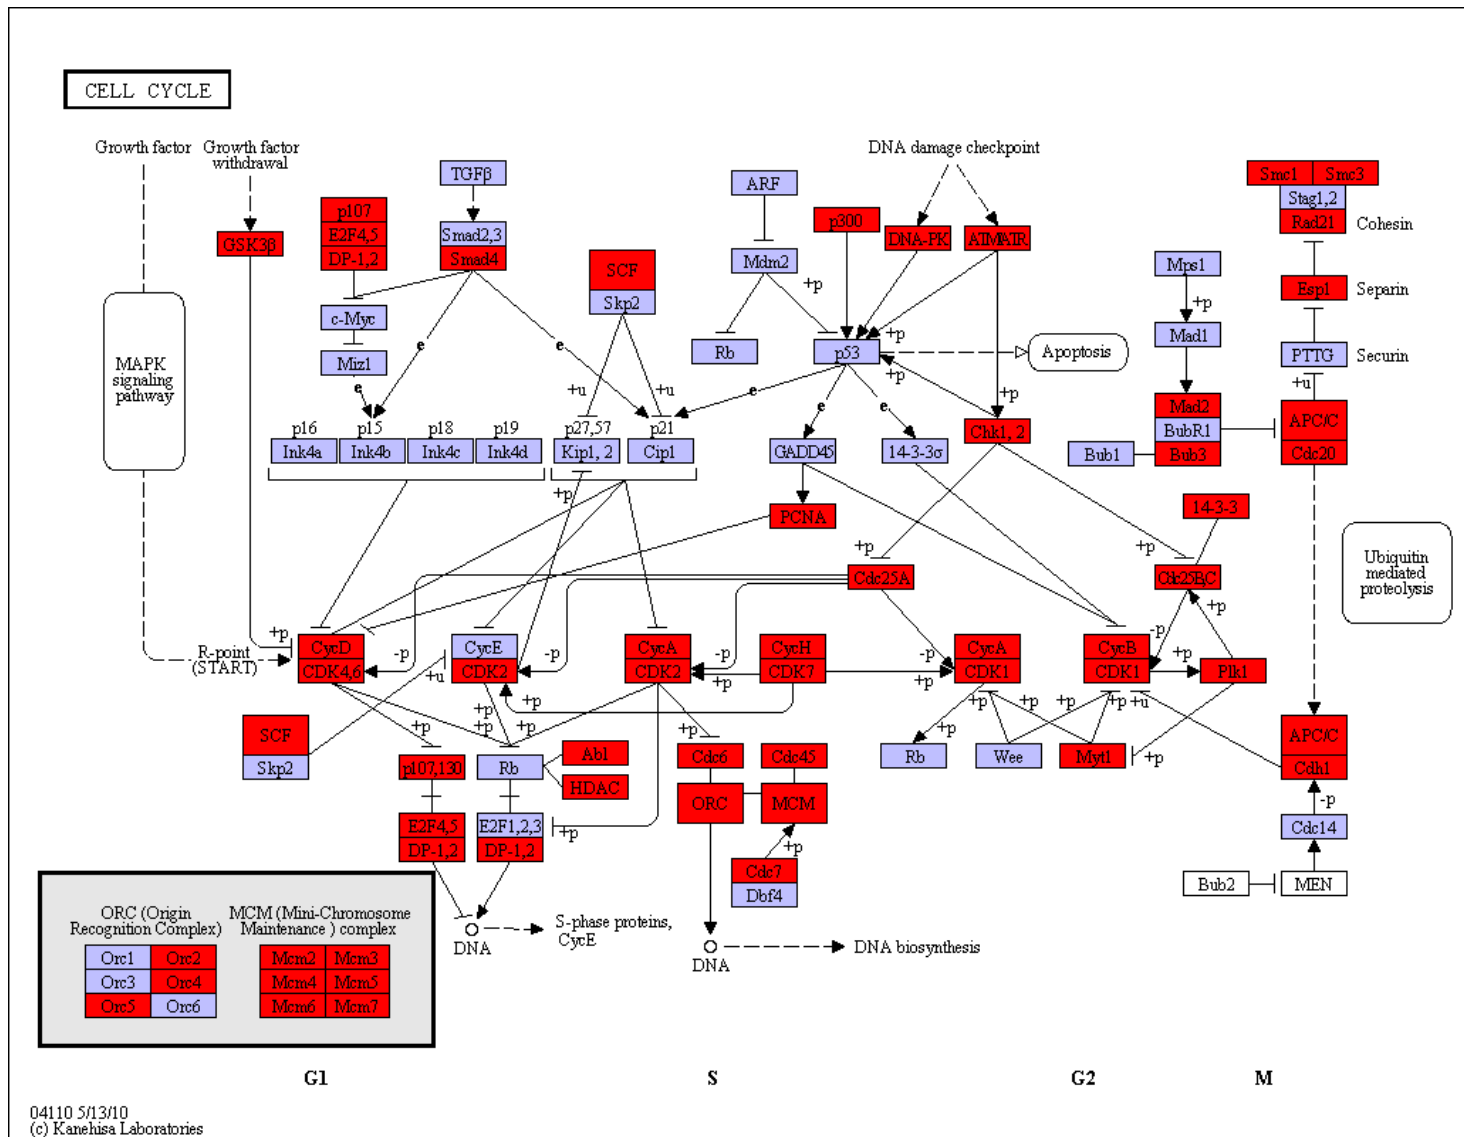 CELL CYCLE
Growth factor
Growth factor
withdrawal
DNA damage checkpoint
TGFβ
ARF
Smc1
Smc3
Stag1,2
Rad21
Cohesin
p107
E2F4,5
DP-1,2
GSK3β
Smad2,3
Smad4
p300
DNA-PK
ATM/ATR
SCF
Skp2
Mdm2
+p
Mps1
+p
Esp1
Separin
c-Myc
Miz1
Rb
p53
+p
+p
Apoptosis
Mad1
PTTG
Securin
MAPK
signaling
pathway
e
e
e
e
e
+u
+u
+p
+u
p16
Ink4a
p15
Ink4b
p18
Ink4c
p19
Ink4d
p27,57
Kip1, 2
p21
Cip1
GADD45
14-3-3σ
Chk1, 2
Mad2
BubR1
Bub3
Bub1
APC/C
Cdc20
+p
PCNA
14-3-3
+p
+p
Cdc25A
Cdc25B,C
Ubiquitin
mediated
proteolysis
R-point
(START)
+p
CycD
CDK4,6
-p
CycE
CDK2
-p
CycA
CDK2
-p
+p
CycH
CDK7
-p
+p
CycA
CDK1
CycB
CDK1
-p
+p
+p
Plk1
+u
+p
+p
+p
+p
+p
+p
+p
+p
+p
+p
+u
SCF
Skp2
p107,130
Rb
Abl
HDAC
Cdc6
Cdc45
ORC
MCM
Rb
Wee
Myt1
+p
APC/C
Cdh1
-p
E2F4,5
DP-1,2
E2F1,2,3
DP-1,2
+p
+p
Cdc7
Dbf4
Cdc14
Bub2
MEN
DNA
S-phase proteins,
CycE
DNA
DNA biosynthesis
ORC (Origin
Recognition Complex)
MCM (Mini-Chromosome
Maintenance ) complex
Orc1
Orc2
Mcm2
Mcm3
Orc3
Orc4
Mcm4
Mcm5
Orc5
Orc6
Mcm6
Mcm7
G1
S
G2
M
04110 5/13/10
(c) Kanehisa Laboratories